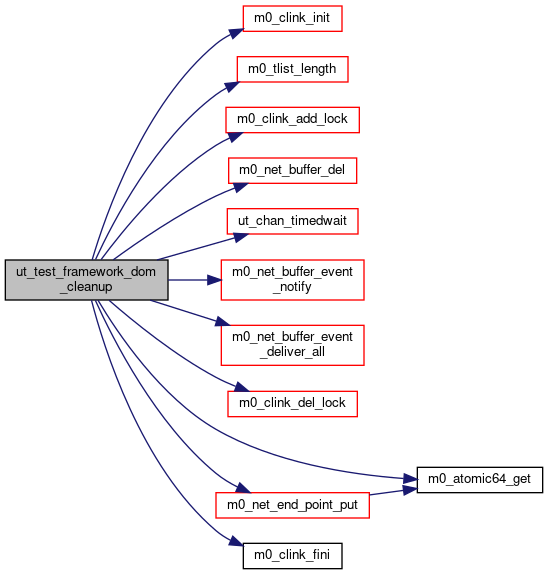 m0_clink_init
m0_tlist_length
m0_clink_add_lock
m0_net_buffer_del
ut_chan_timedwait
ut_test_framework_dom
_cleanup
m0_net_buffer_event
_notify
m0_net_buffer_event
_deliver_all
m0_clink_del_lock
m0_atomic64_get
m0_net_end_point_put
m0_clink_fini